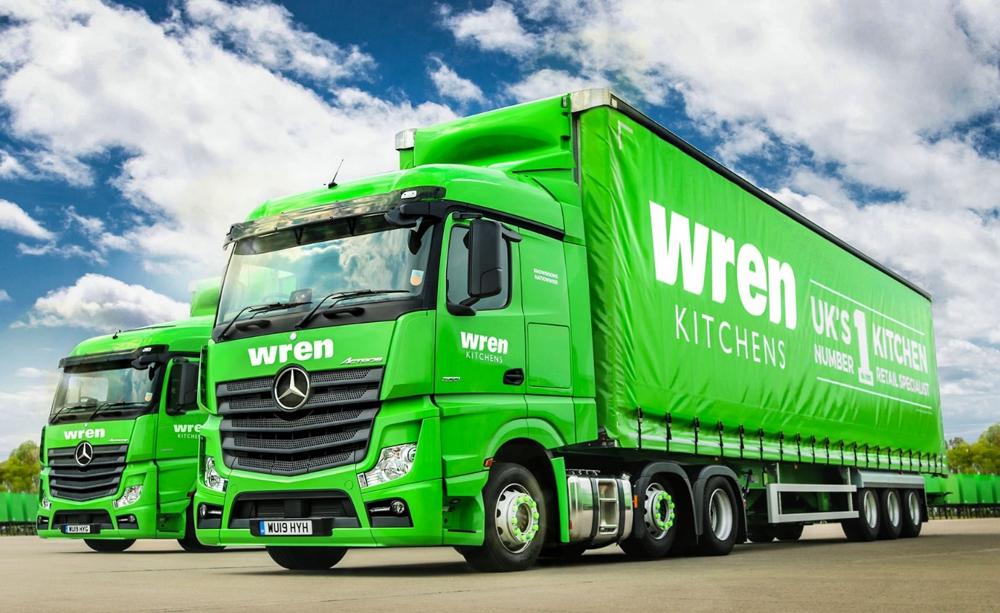 wren
KITCHENS
UK'S
NUMBER
1
KITCHEN
RETAIL SPECIALIST
SHOWROOMS
NATIONWIDE
wren
ACTROS
wren
KITCHENS
WU19 HYH
wren
wren
WU19 HYG